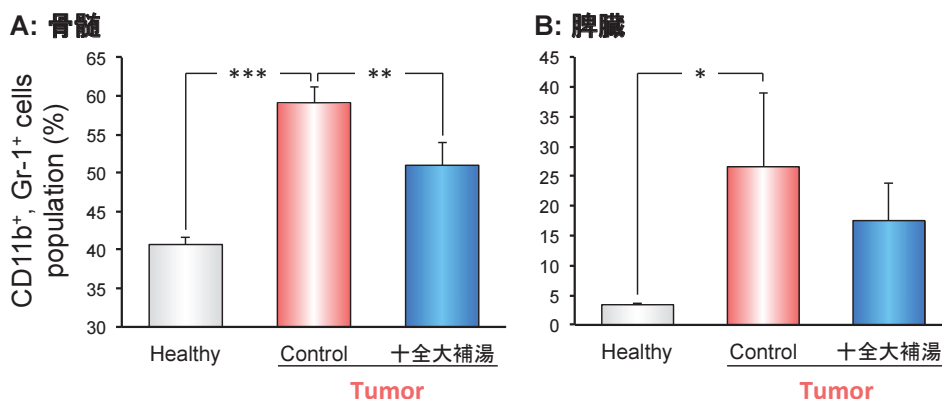 A: 骨髄
CD11b⁺, Gr-1⁺ cells
population (%)
65
60
55
50
45
40
35
30
***
**
Healthy
Control
十全大補湯
Tumor
B: 脾臓
45
40
35
30
25
20
15
10
5
0
*
Healthy
Control
十全大補湯
Tumor